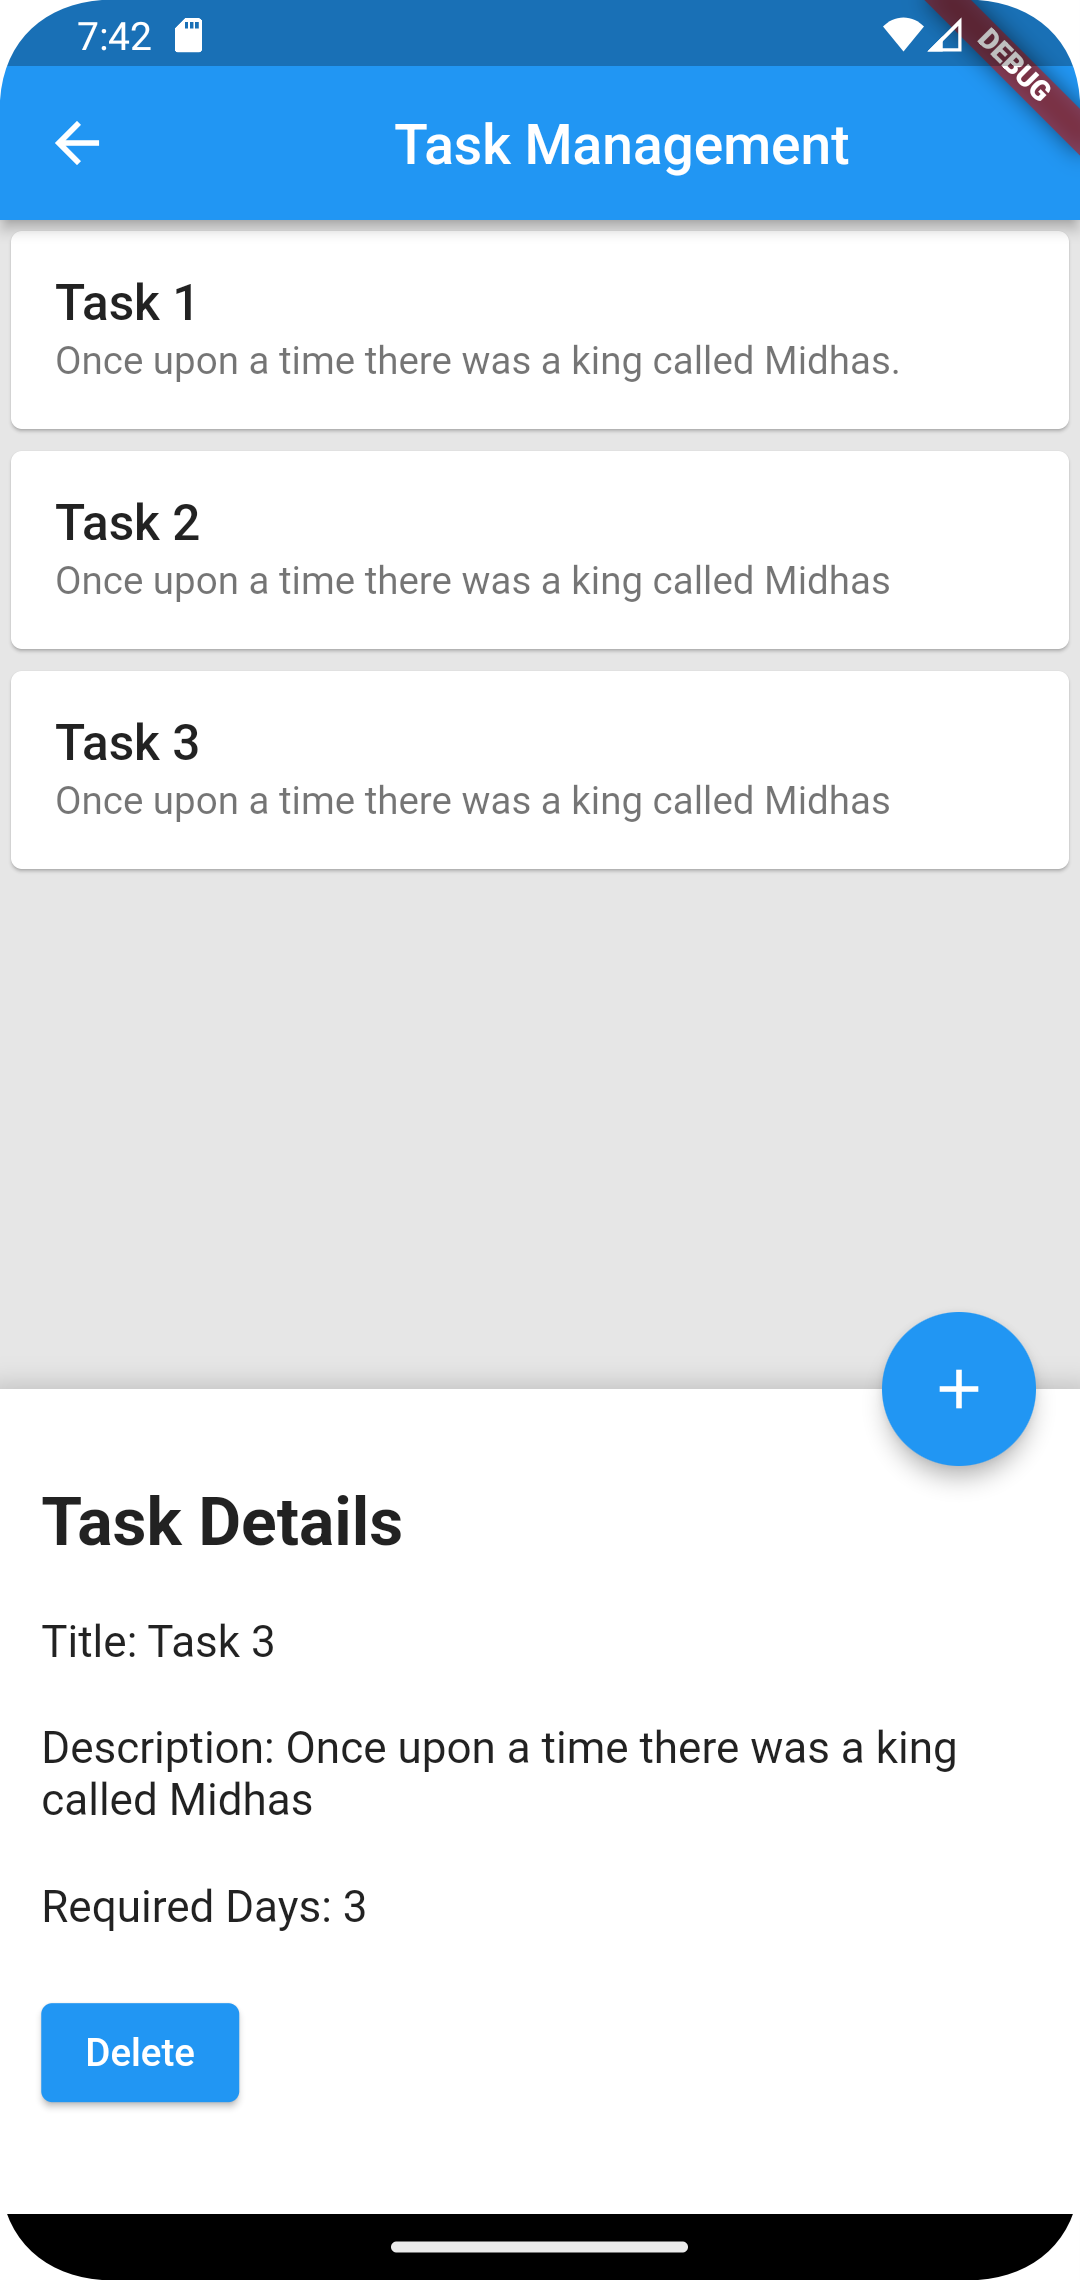 7:42
DEBUG
Task Management
Task 1
Once upon a time there was a king called Midhas.
Task 2
Once upon a time there was a king called Midhas
Task 3
Once upon a time there was a king called Midhas
Task Details
Title: Task 3
Description: Once upon a time there was a king
called Midhas
Required Days: 3
Delete